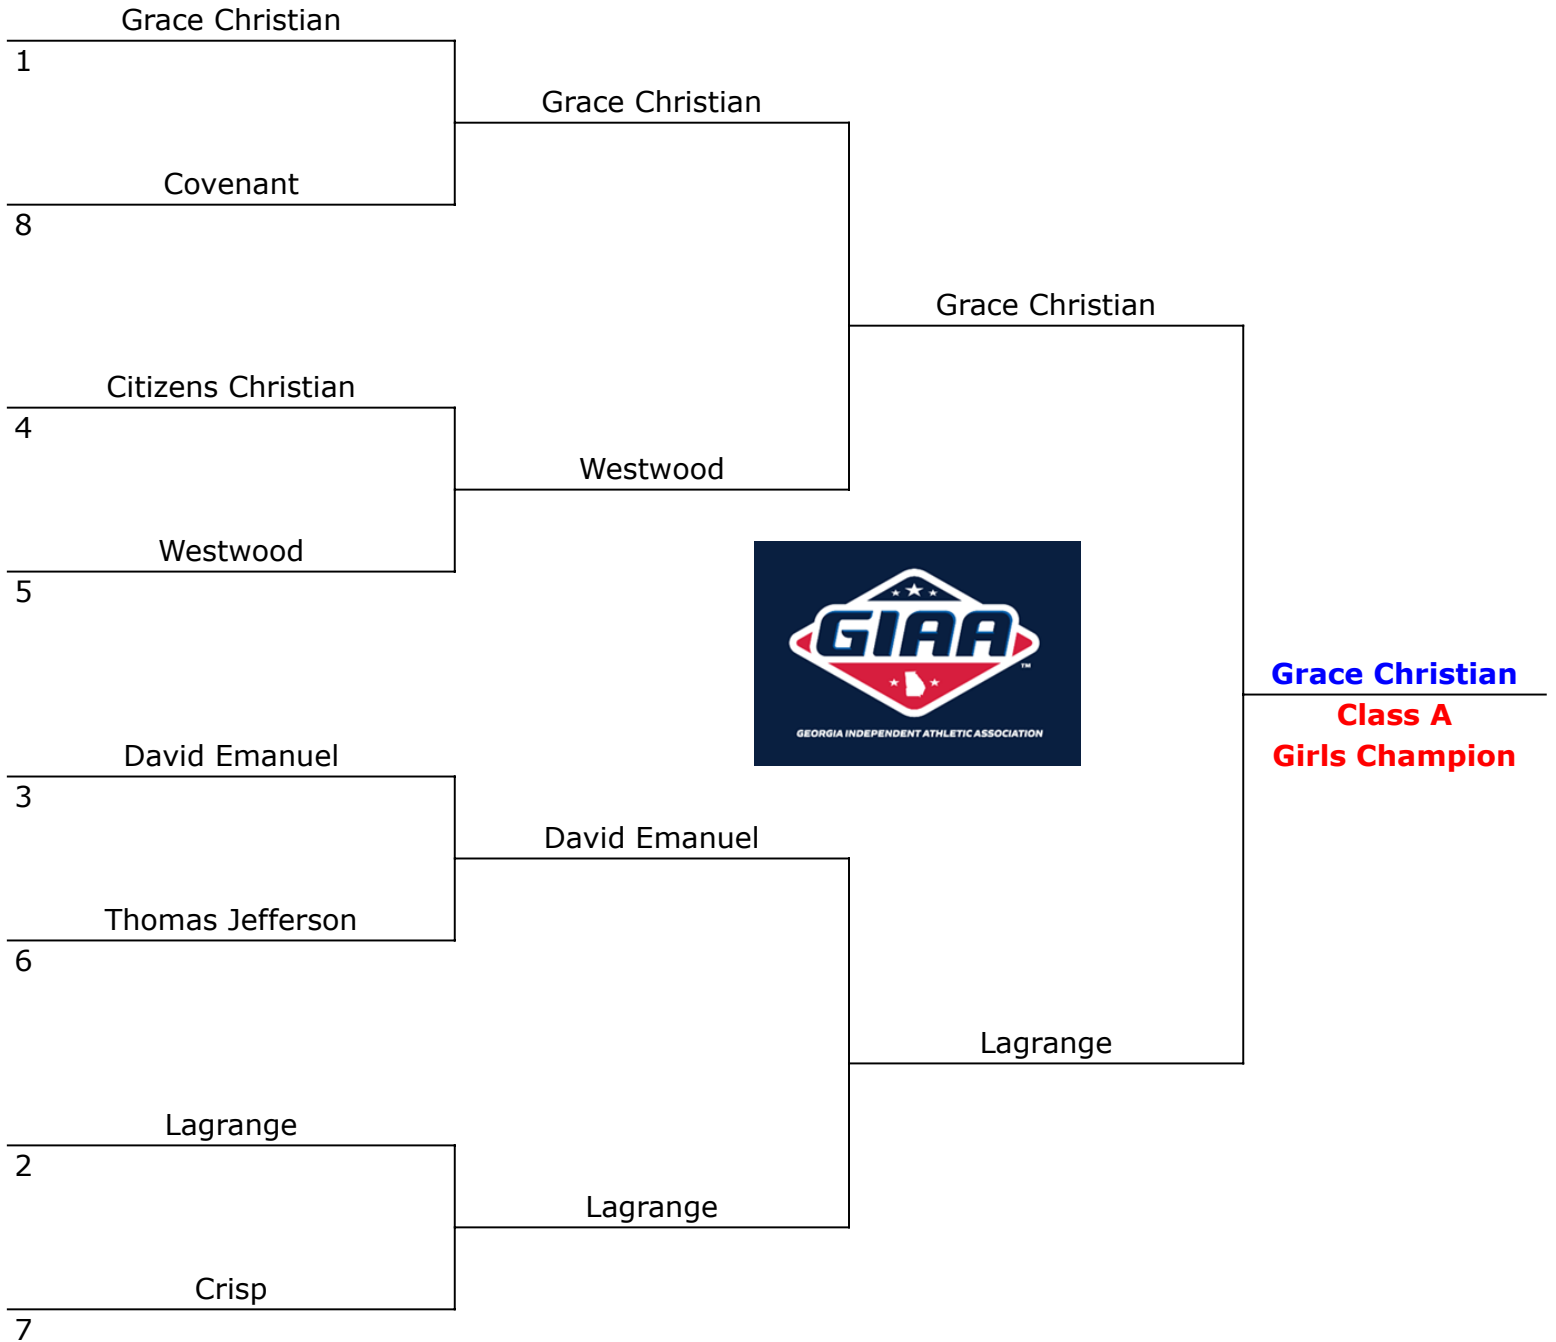 Grace Christian
1
Grace Christian
Covenant
8
Grace Christian
Citizens Christian
4
Westwood
Westwood
5
GIAA
TM
GEORGIA INDEPENDENT ATHLETIC ASSOCIATION
Grace Christian
Class A
Girls Champion
David Emanuel
3
David Emanuel
Thomas Jefferson
6
Lagrange
Lagrange
2
Lagrange
Crisp
7